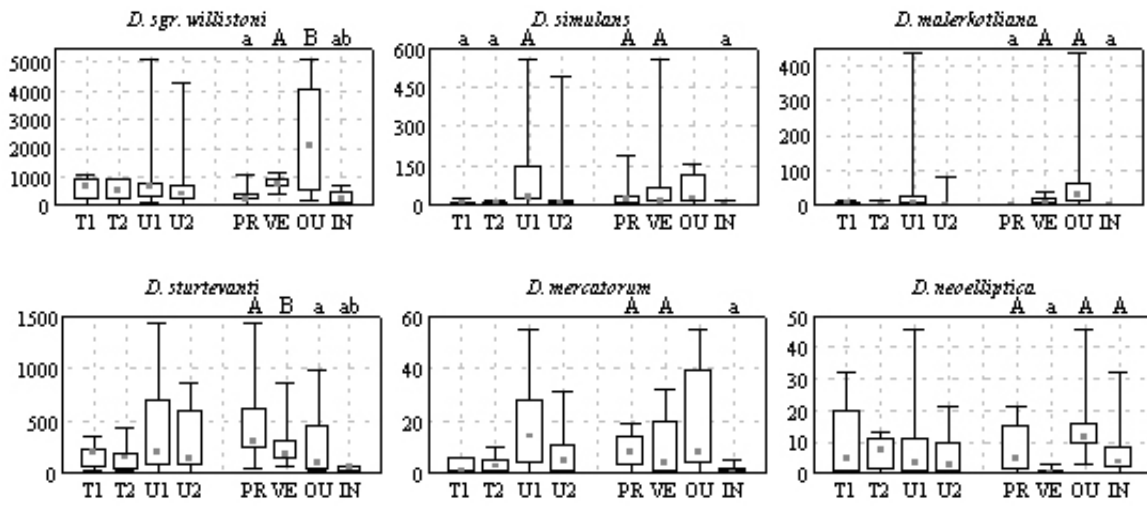 D. sgr. willistoni D. simulans D. malerkotliana
a A B ab a a A A A a a A A a
5000 600 400
4000 450 300
3000 300 200
2000 150 100
1000 0 0
0
T1 T2 U1 U2 PR VE OU IN T1 T2 U1 U2 PR VE OU IN T1 T2 U1 U2 PR VE OU IN
D. sturtevanti D. mercatorum D. neoelliptica
A B a ab A A a A a A A
1500 60 50
1000 40 40
500 20 30
0 0 20
10
0
T1 T2 U1 U2 PR VE OU IN T1 T2 U1 U2 PR VE OU IN T1 T2 U1 U2 PR VE OU IN